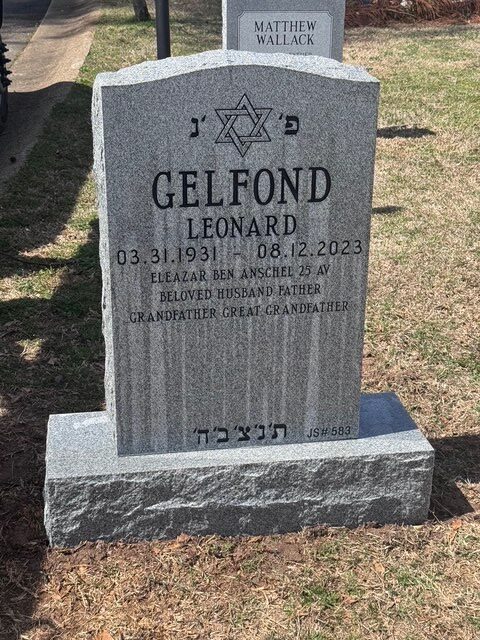 MATTHEW
WALLACK
פ' נ'
GELFOND
LEONARD
03.31.1931 - 08.12.2023
ELEAZAR BEN ANSCHEL 25 AV
BELOVED HUSBAND FATHER
GRANDFATHER GREAT GRANDFATHER
ת'נ'צ'ב'ה'
JS# 583